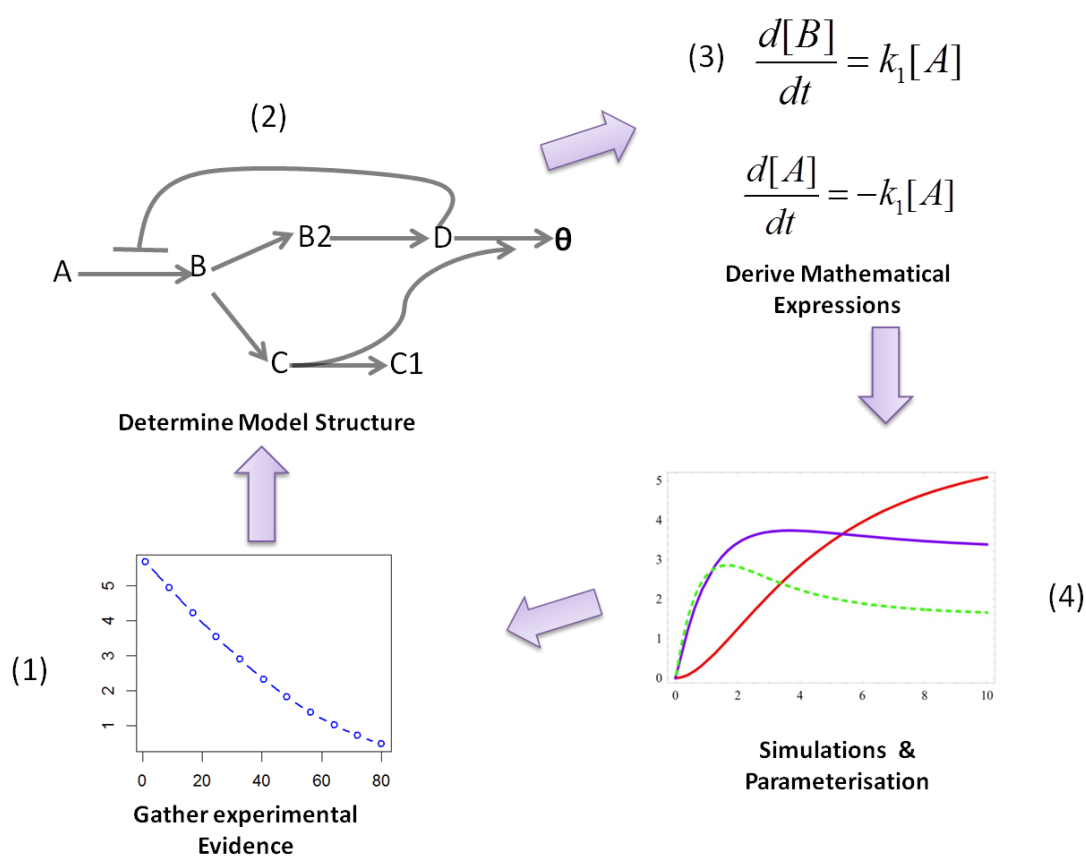 (2)
A
B
B2
D
θ
C
C1
Determine Model Structure
(3) d[B]/dt = k₁[A]
d[A]/dt = −k₁[A]
Derive Mathematical
Expressions
(1)
5
4
3
2
1
0 20 40 60 80
Gather experimental
Evidence
(4)
5
4
3
2
1
0
0 2 4 6 8 10
Simulations &
Parameterisation